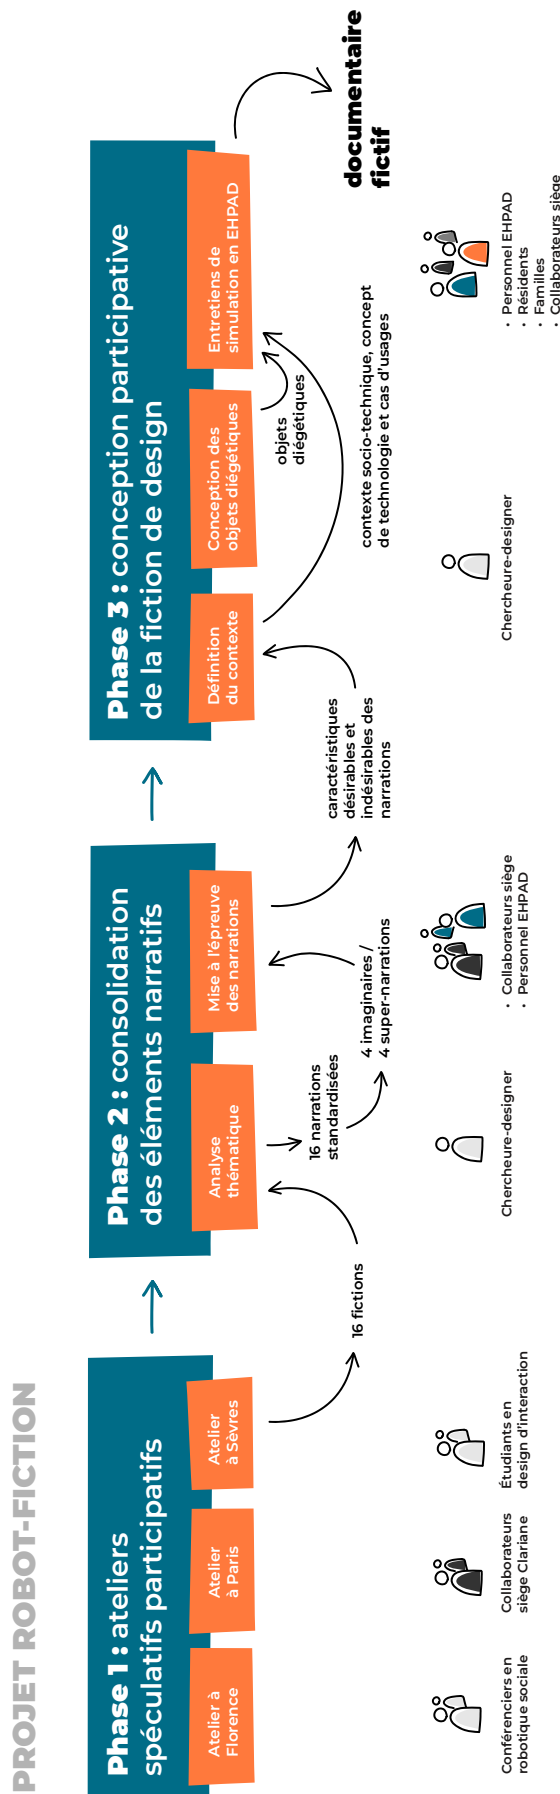 PROJET ROBOT-FICTION
Phase 1 : ateliers
spéculatifs participatifs
Atelier à
Florence
Atelier
à Paris
Atelier
à Sèvres
16 fictions
Conférenciers en
robotique sociale
Collaborateurs
siège Clariane
Étudiants en
design d'interaction
Phase 2 : consolidation
des éléments narratifs
Analyse
thématique
Mise à l'épreuve
des narrations
16 narrations
standardisées
4 imaginaires /
4 super-narrations
caractéristiques
désirables et
indésirables des
narrations
Chercheure-designer
• Collaborateurs siège
• Personnel EHPAD
Phase 3 : conception participative
de la fiction de design
Définition
du contexte
Conception des
objets diégétiques
Entretiens de
simulation en EHPAD
objets
diégétiques
contexte socio-technique, concept
de technologie et cas d'usages
documentaire
fictif
Chercheure-designer
• Personnel EHPAD
• Résidents
• Familles
• Collaborateurs siège